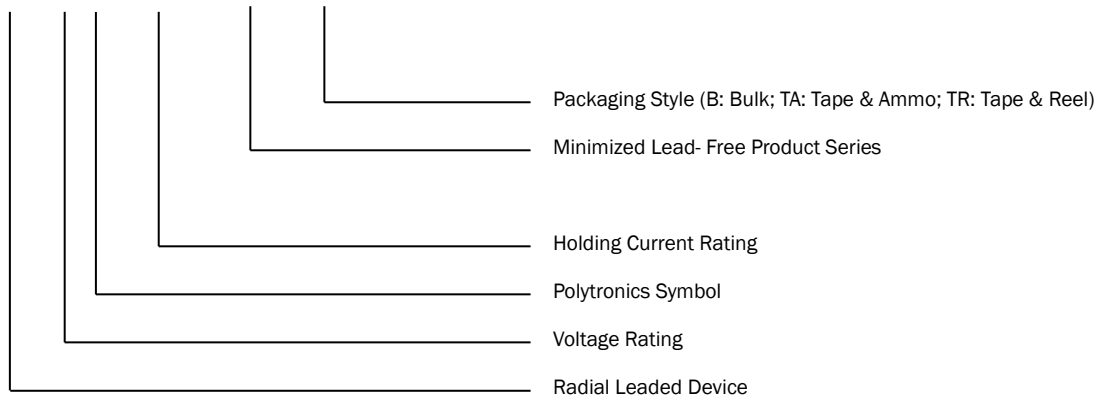 Packaging Style (B: Bulk; TA: Tape & Ammo; TR: Tape & Reel)
Minimized Lead- Free Product Series
Holding Current Rating
Polytronics Symbol
Voltage Rating
Radial Leaded Device